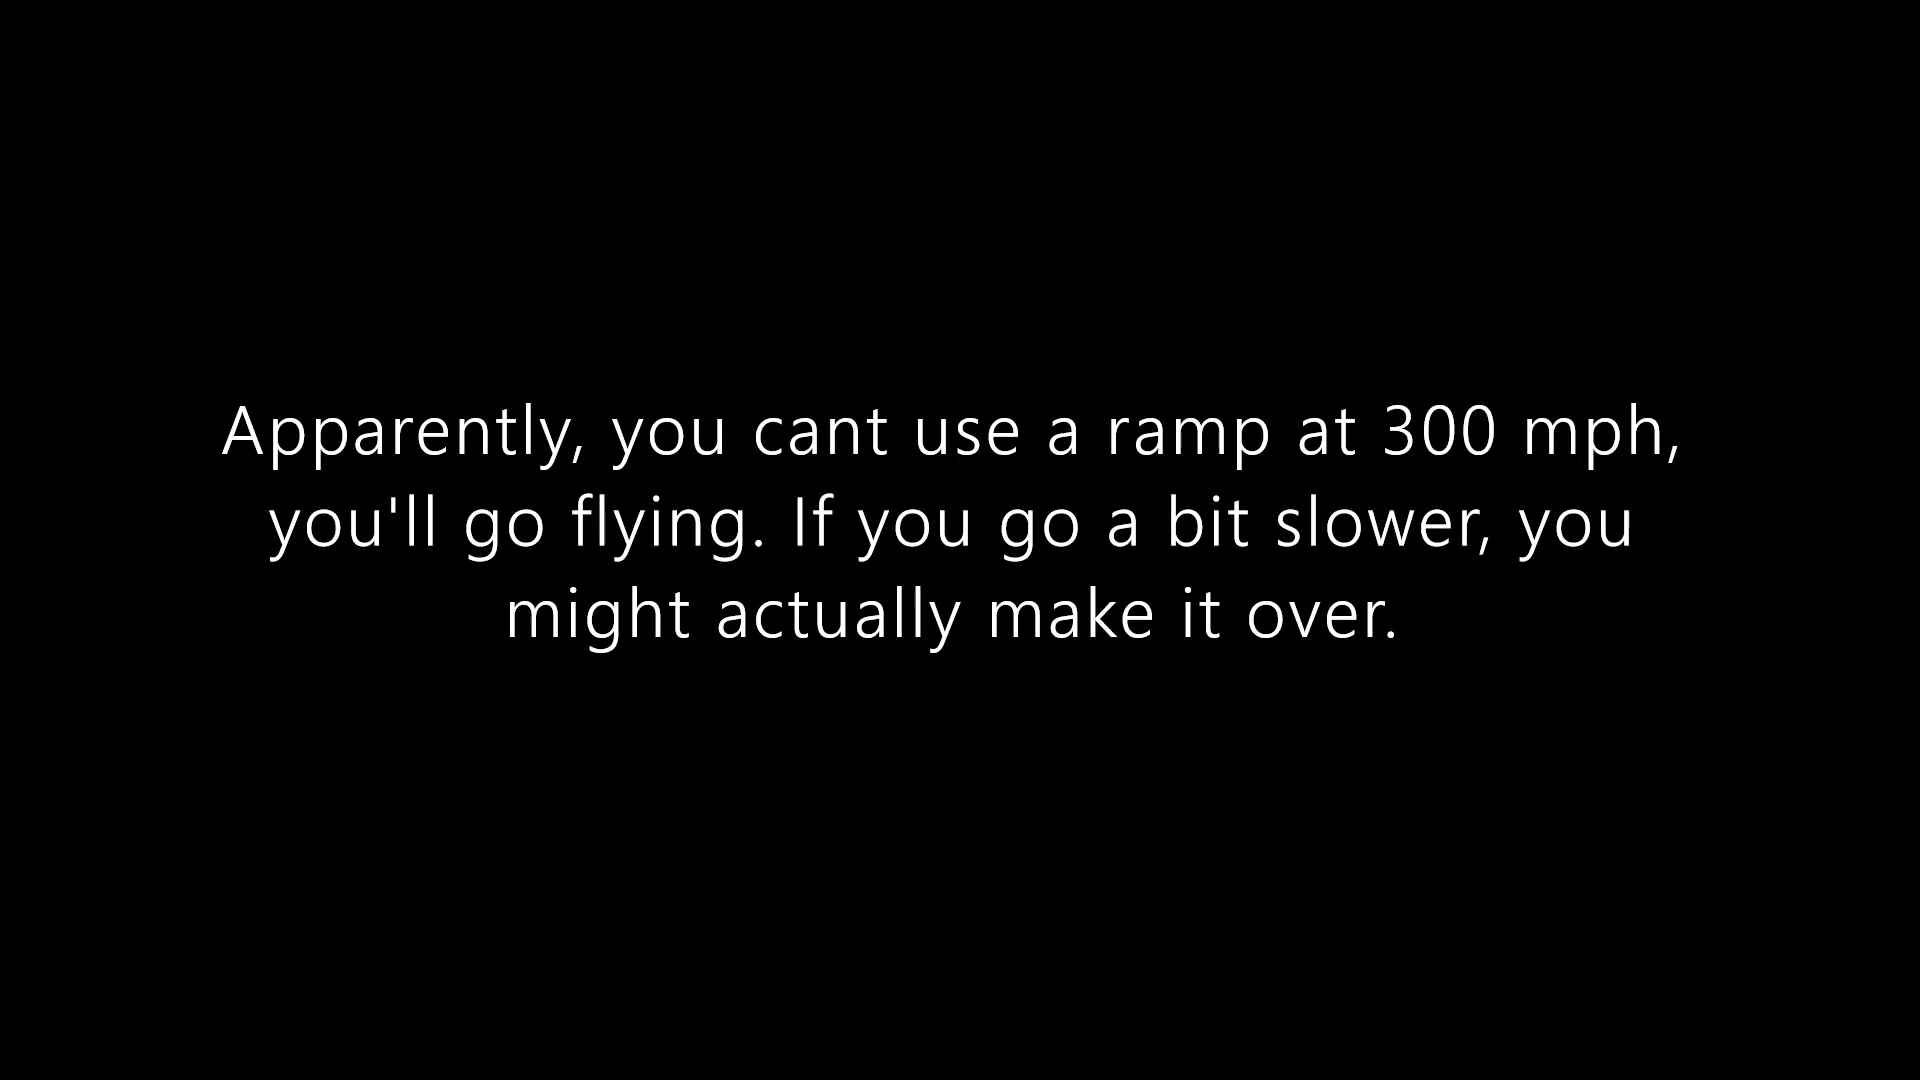 Apparently, you cant use a ramp at 300 mph,
you'll go flying. If you go a bit slower, you
might actually make it over.